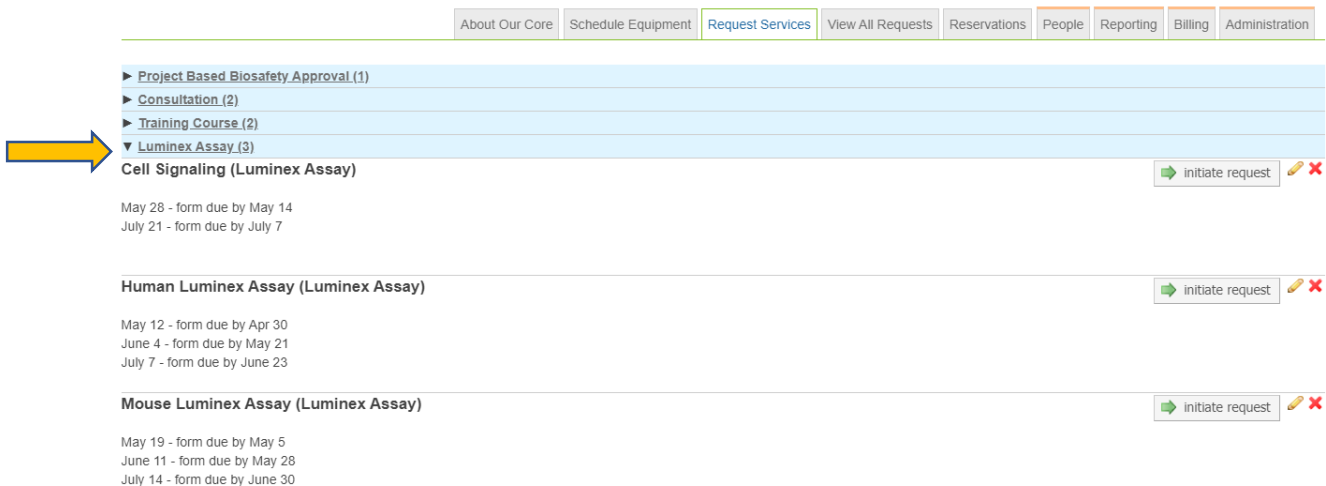 About Our Core Schedule Equipment Request Services View All Requests Reservations People Reporting Billing Administration
Project Based Biosafety Approval (1)
Consultation (2)
Training Course (2)
Luminex Assay (3)
Cell Signaling (Luminex Assay) initiate request
May 28 - form due by May 14
July 21 - form due by July 7
Human Luminex Assay (Luminex Assay) initiate request
May 12 - form due by Apr 30
June 4 - form due by May 21
July 7 - form due by June 23
Mouse Luminex Assay (Luminex Assay) initiate request
May 19 - form due by May 5
June 11 - form due by May 28
July 14 - form due by June 30